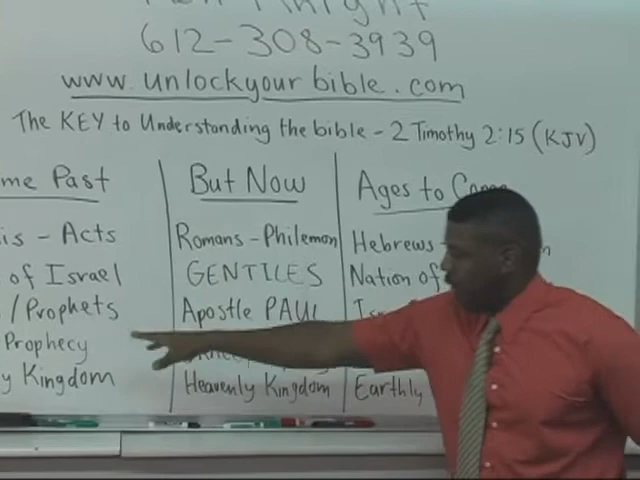 612-308-3939
www.unlockyourbible.com
The KEY to Understanding the bible - 2 Timothy 2:15 (KJV)
me Past But Now Ages to
is - Acts Romans - Philemon Hebrews -
of Israel GENTILES Nation of
/Prophets Apostle PAUL
Prophecy
y Kingdom Heavenly Kingdom Earthly